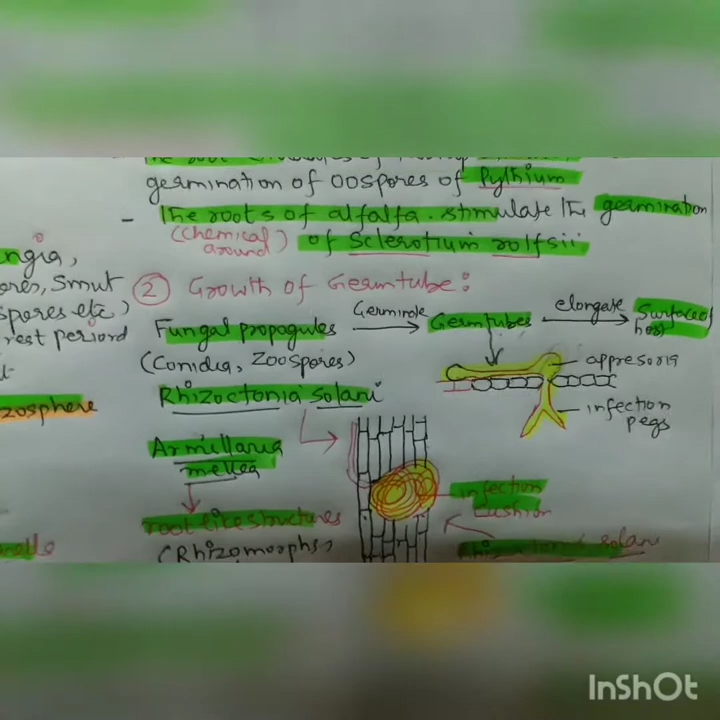 germination of oospores of Pythium
- The roots of alfalfa stimulate the germination
(chemical around) of Sclerotium rolfsii
ngia,
ores, Smut
spores etc)
rest period
zosphere
② Growth of Germtube:
Fungal propagules Germinate Germtubes elongate Surface of host
(Conidia, Zoospores)
appresoria
infection pegs
Rhizoctonia solani
Armillaria mellea
infection cushion
root like structures
(Rhizomorphs,
solani
InShOt